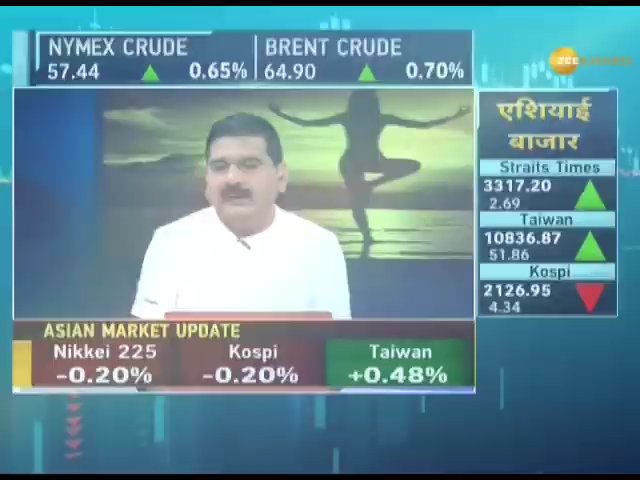 NYMEX CRUDE
57.44 0.65%
BRENT CRUDE
64.90 0.70%
ZEE
एशियाई
बाजार
Straits Times
3317.20
2.69
Taiwan
10836.87
51.86
Kospi
2126.95
4.34
ASIAN MARKET UPDATE
Nikkei 225
-0.20%
Kospi
-0.20%
Taiwan
+0.48%